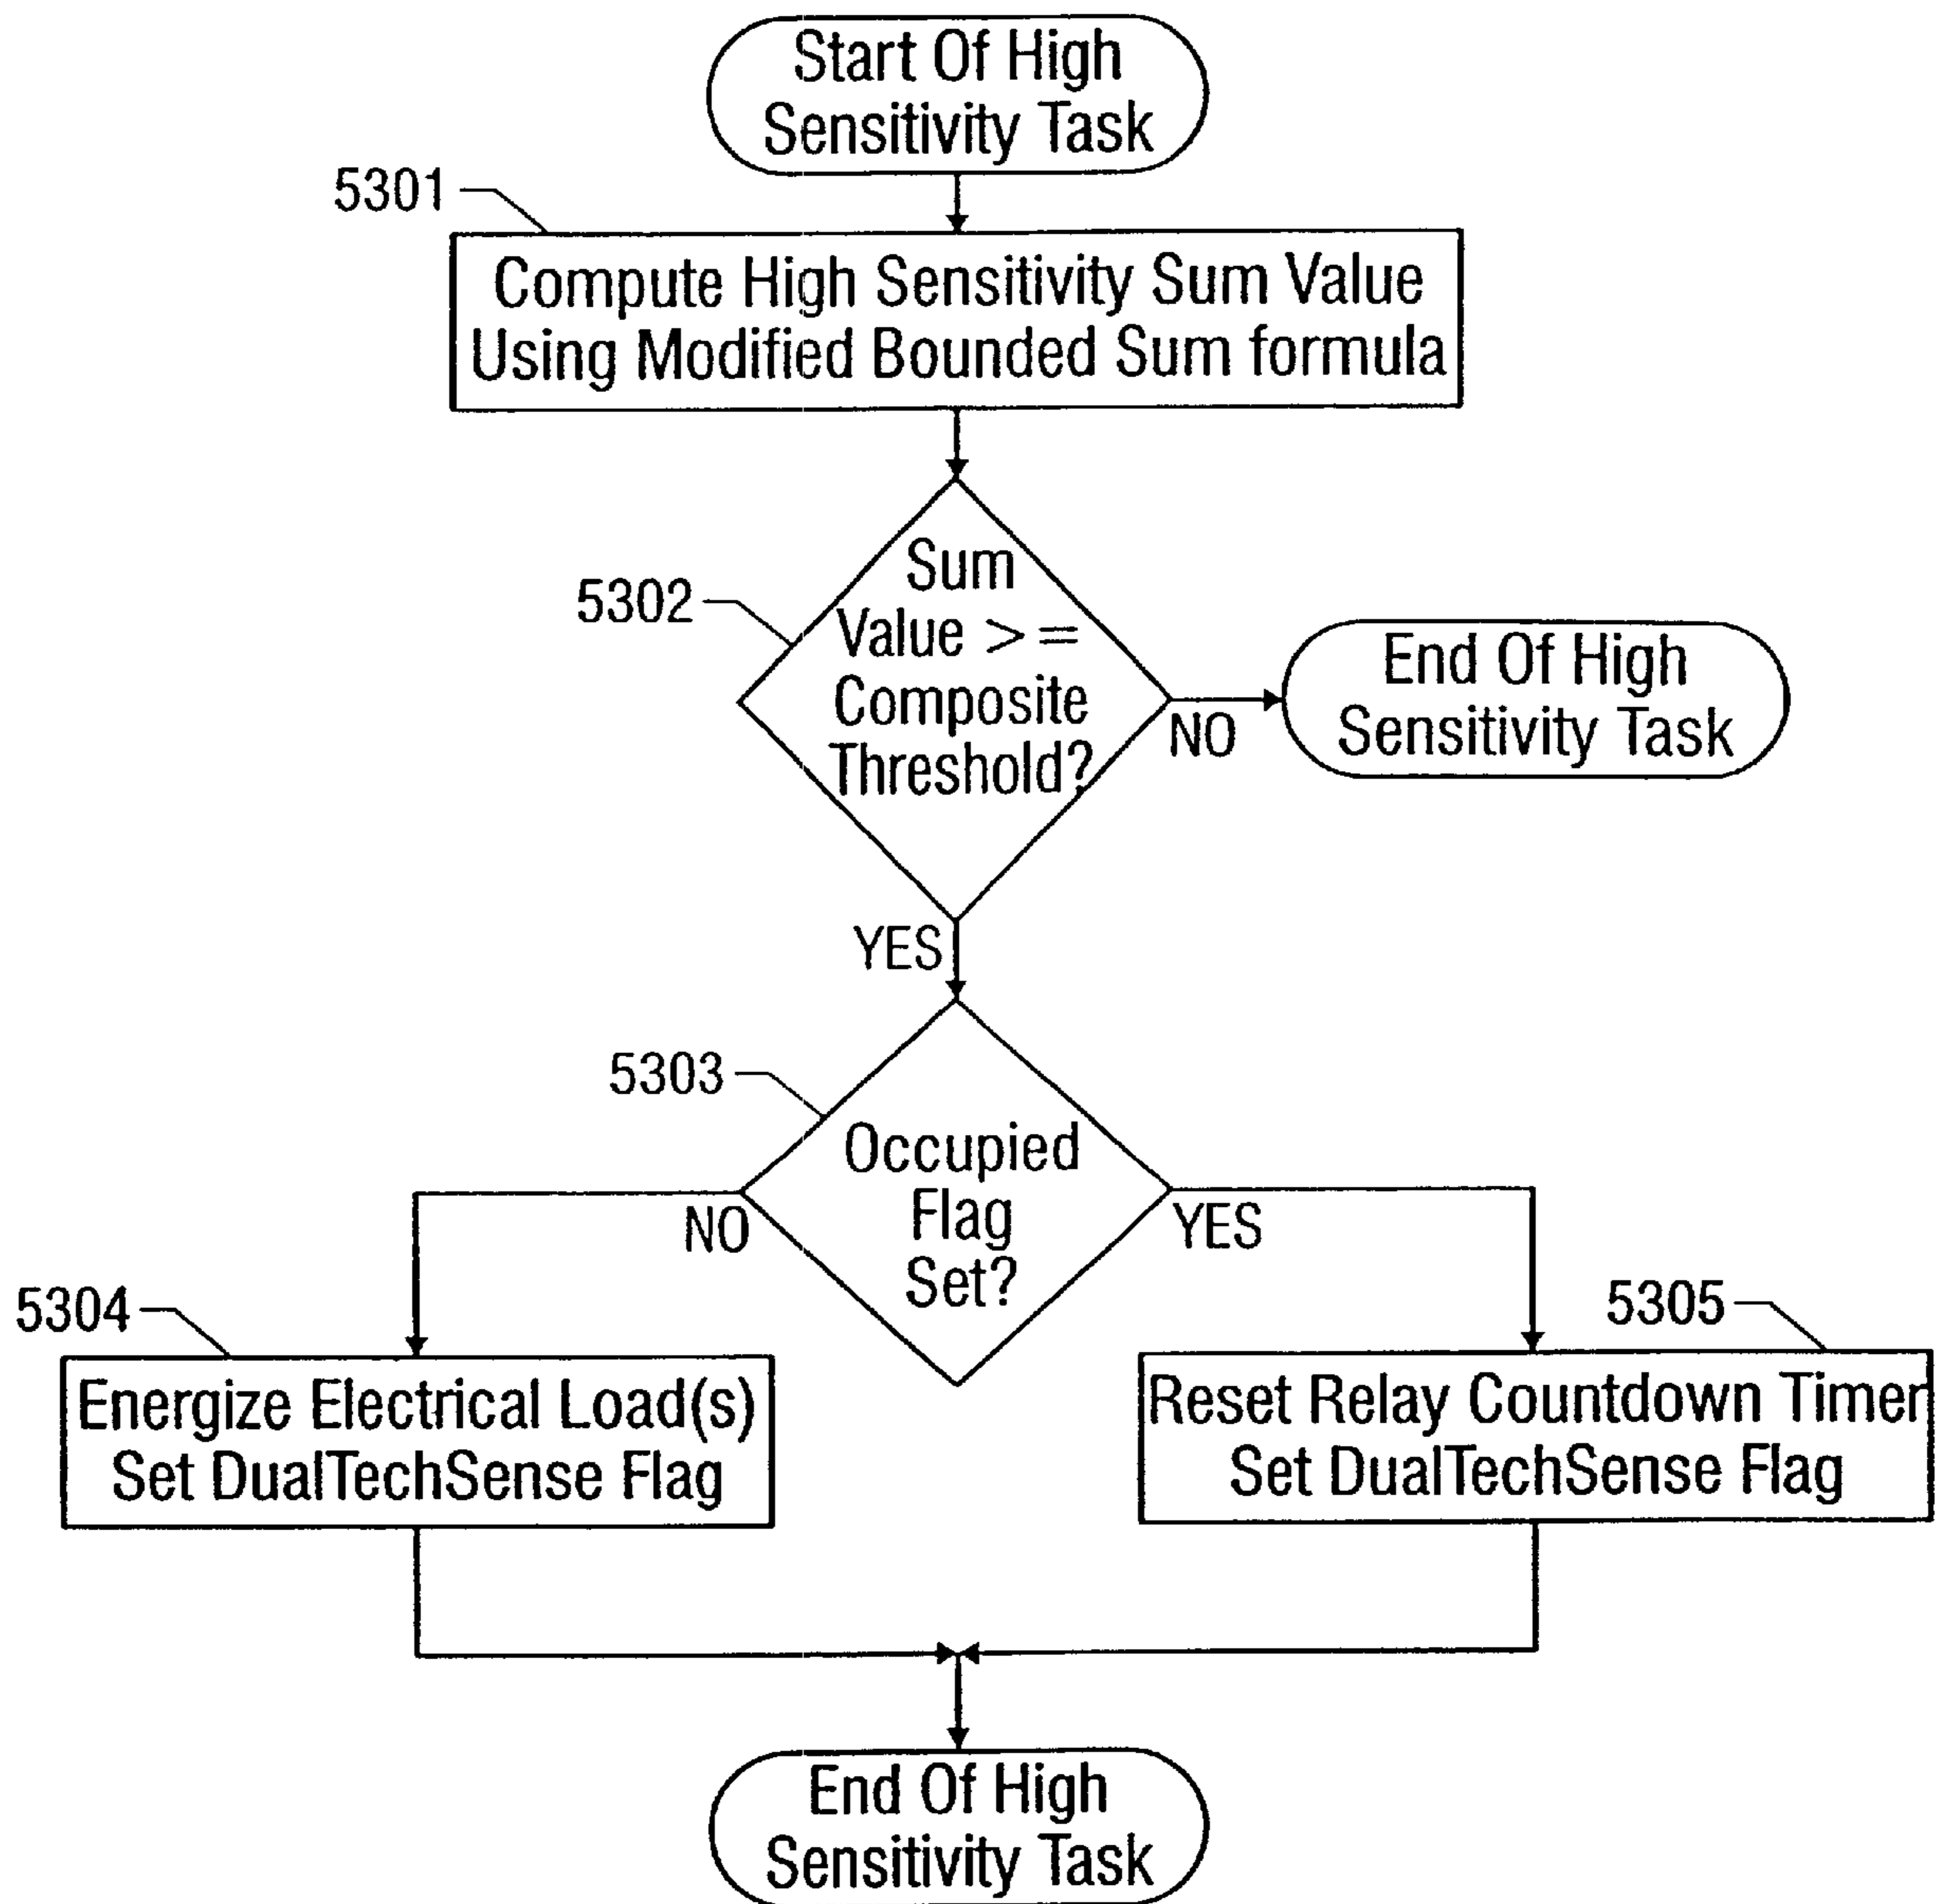 Start Of High
Sensitivity Task
5301
Compute High Sensitivity Sum Value
Using Modified Bounded Sum formula
5302
Sum
Value >=
Composite
Threshold?
NO
End Of High
Sensitivity Task
YES
5303
Occupied
Flag
Set?
NO
YES
5304
Energize Electrical Load(s)
Set DualTechSense Flag
5305
Reset Relay Countdown Timer
Set DualTechSense Flag
End Of High
Sensitivity Task